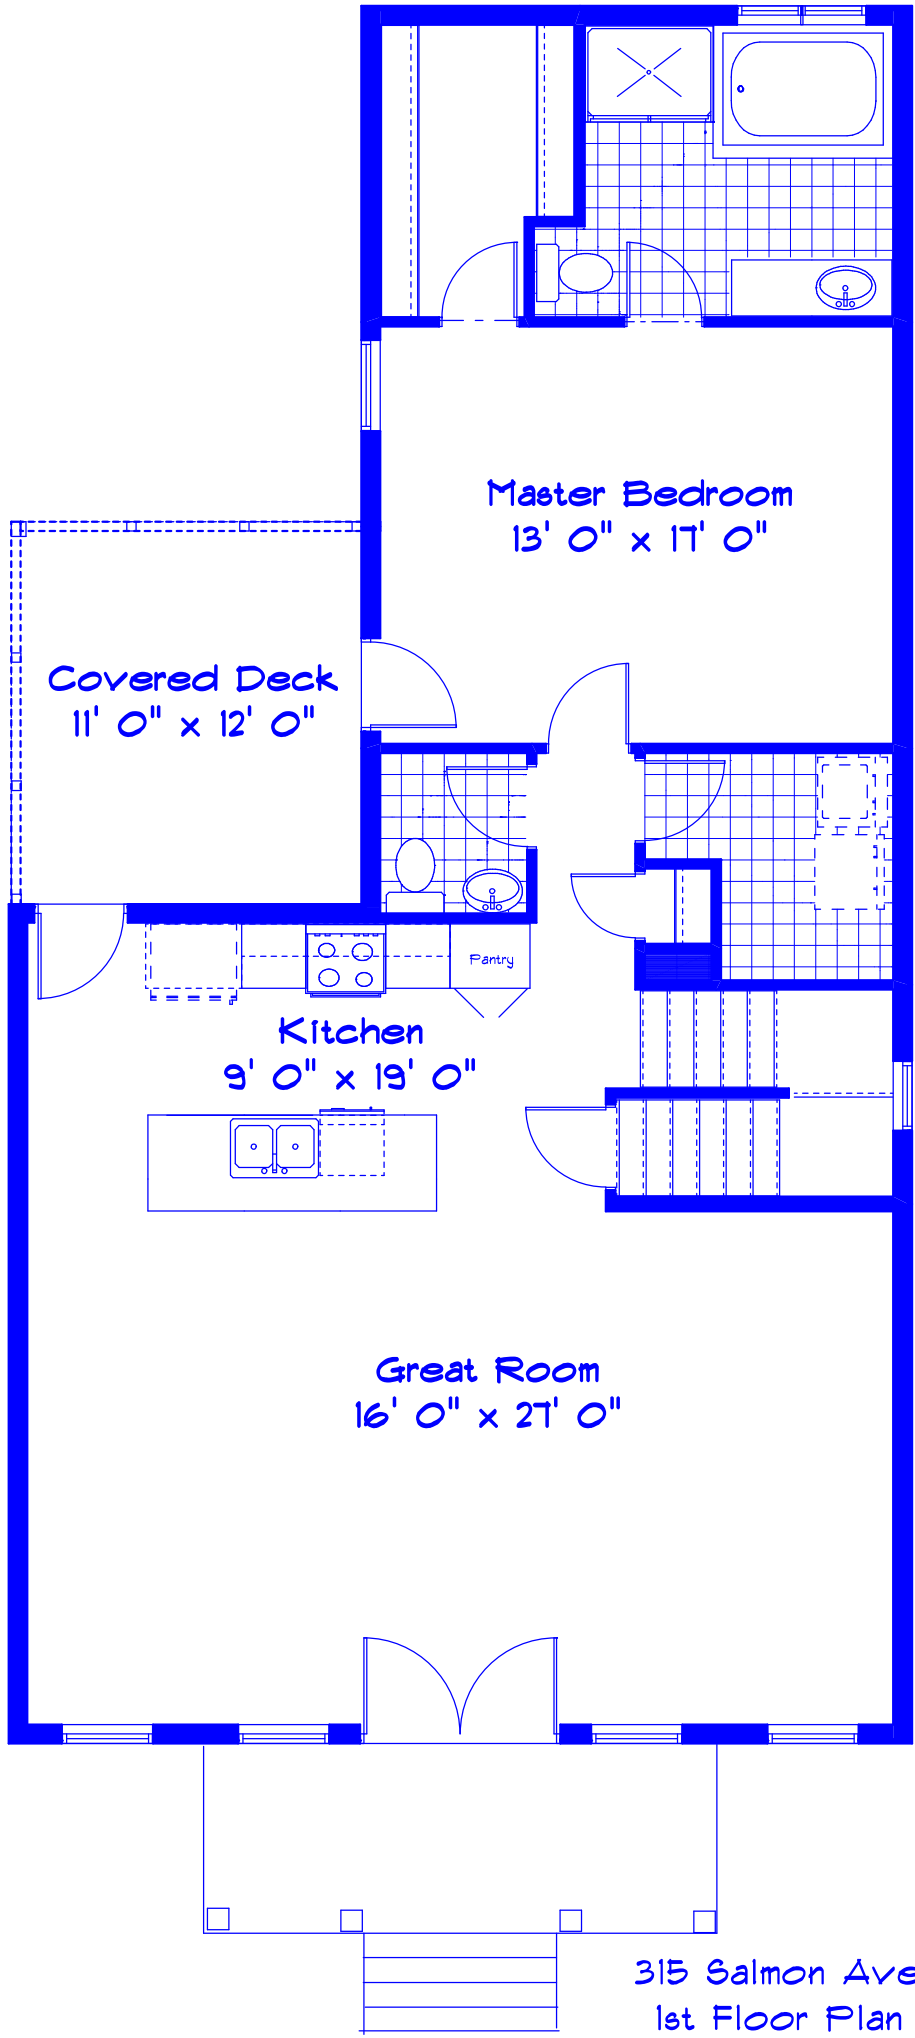 Master Bedroom
13' 0" x 17' 0"
Covered Deck
11' 0" x 12' 0"
Pantry
Kitchen
9' 0" x 19' 0"
Great Room
16' 0" x 27' 0"
315 Salmon Ave
1st Floor Plan